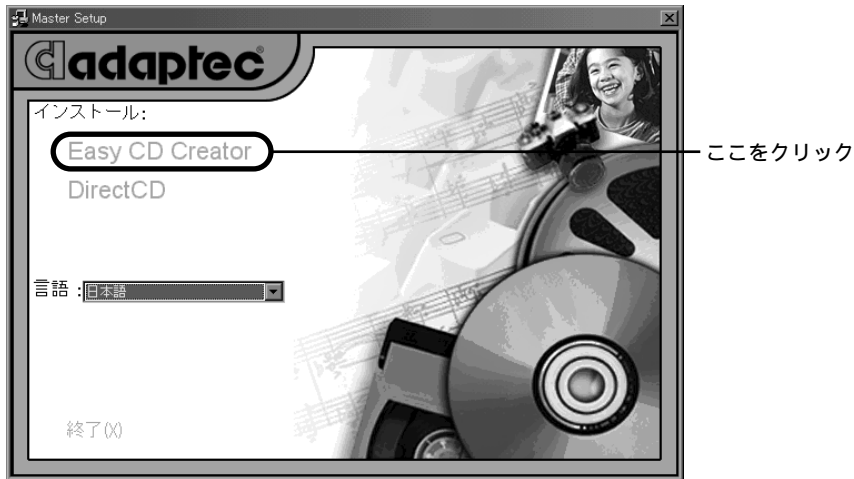 Master Setup
adaptec®
インストール:
Easy CD Creator
ここをクリック
DirectCD
言語 :日本語
終了(X)